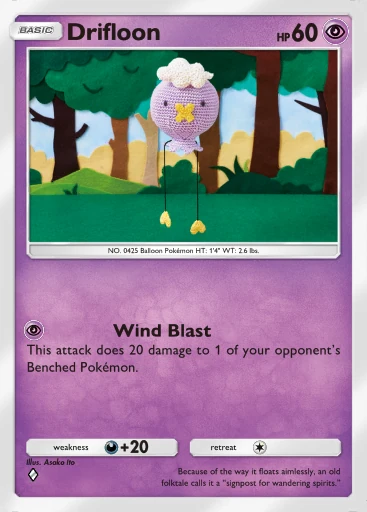 BASIC
Drifloon
HP 60
NO. 0425 Balloon Pokémon HT: 1'4" WT: 2.6 lbs.
Wind Blast
This attack does 20 damage to 1 of your opponent's
Benched Pokémon.
weakness +20
retreat
Illus. Asako Ito
Because of the way it floats aimlessly, an old
folktale calls it a "signpost for wandering spirits."